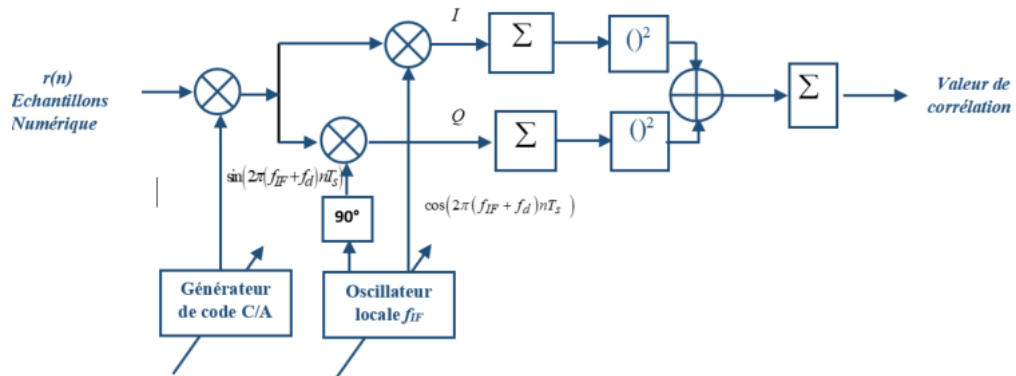 r(n)
Echantillons
Numérique
I
Σ
()²
Q
Σ
()²
Σ
Valeur de
corrélation
sin(2π(f_IF+f_d)nT_s)
90°
cos(2π(f_IF + f_d)nT_s )
Générateur
de code C/A
Oscillateur
locale f_IF